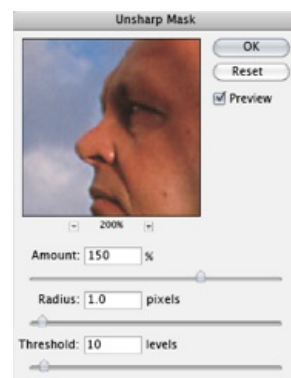 Unsharp Mask
OK
Reset
Preview
200%
Amount: 150 %
Radius: 1.0 pixels
Threshold: 10 levels